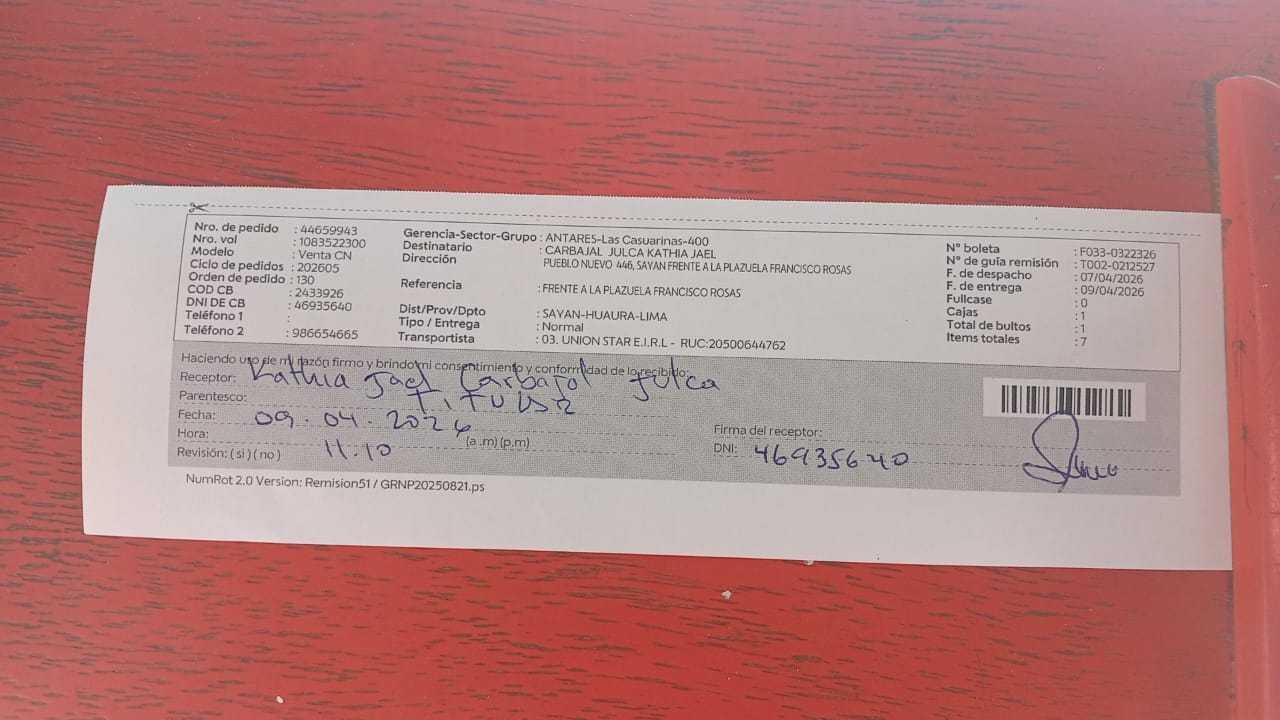 Nro. de pedido : 44659943
Nro. vol : 1083522300
Modelo : Venta CN
Ciclo de pedidos : 202605
Orden de pedido : 130
COD CB : 2433926
DNI DE CB : 46935640
Teléfono 1 :
Teléfono 2 : 986654665
Gerencia-Sector-Grupo : ANTARES-Las Casuarinas-400
Destinatario : CARBAJAL JULCA KATHIA JAEL
Dirección PUEBLO NUEVO 446, SAYAN FRENTE A LA PLAZUELA FRANCISCO ROSAS
Referencia : FRENTE A LA PLAZUELA FRANCISCO ROSAS
Dist/Prov/Dpto : SAYAN-HUAURA-LIMA
Tipo / Entrega : Normal
Transportista : 03. UNION STAR E.I.R.L - RUC:20500644762
N° boleta : F033-0322326
N° de guía remisión : T002-0212527
F. de despacho : 07/04/2026
F. de entrega : 09/04/2026
Fullcase : 0
Cajas : 1
Total de bultos : 1
Items totales : 7
Haciendo uso de mi razón firmo y brindo mi consentimiento y conformidad de lo recibido:
Receptor: Kathia Jael Carbajal Julca
Parentesco: TITULAR
Fecha: 09.04.2026
Hora: 11.10 (a .m) (p.m)
Revisión: ( si ) ( no )
Firma del receptor:
DNI: 46935640
NumRot 2.0 Version: Remision51 / GRNP20250821.ps